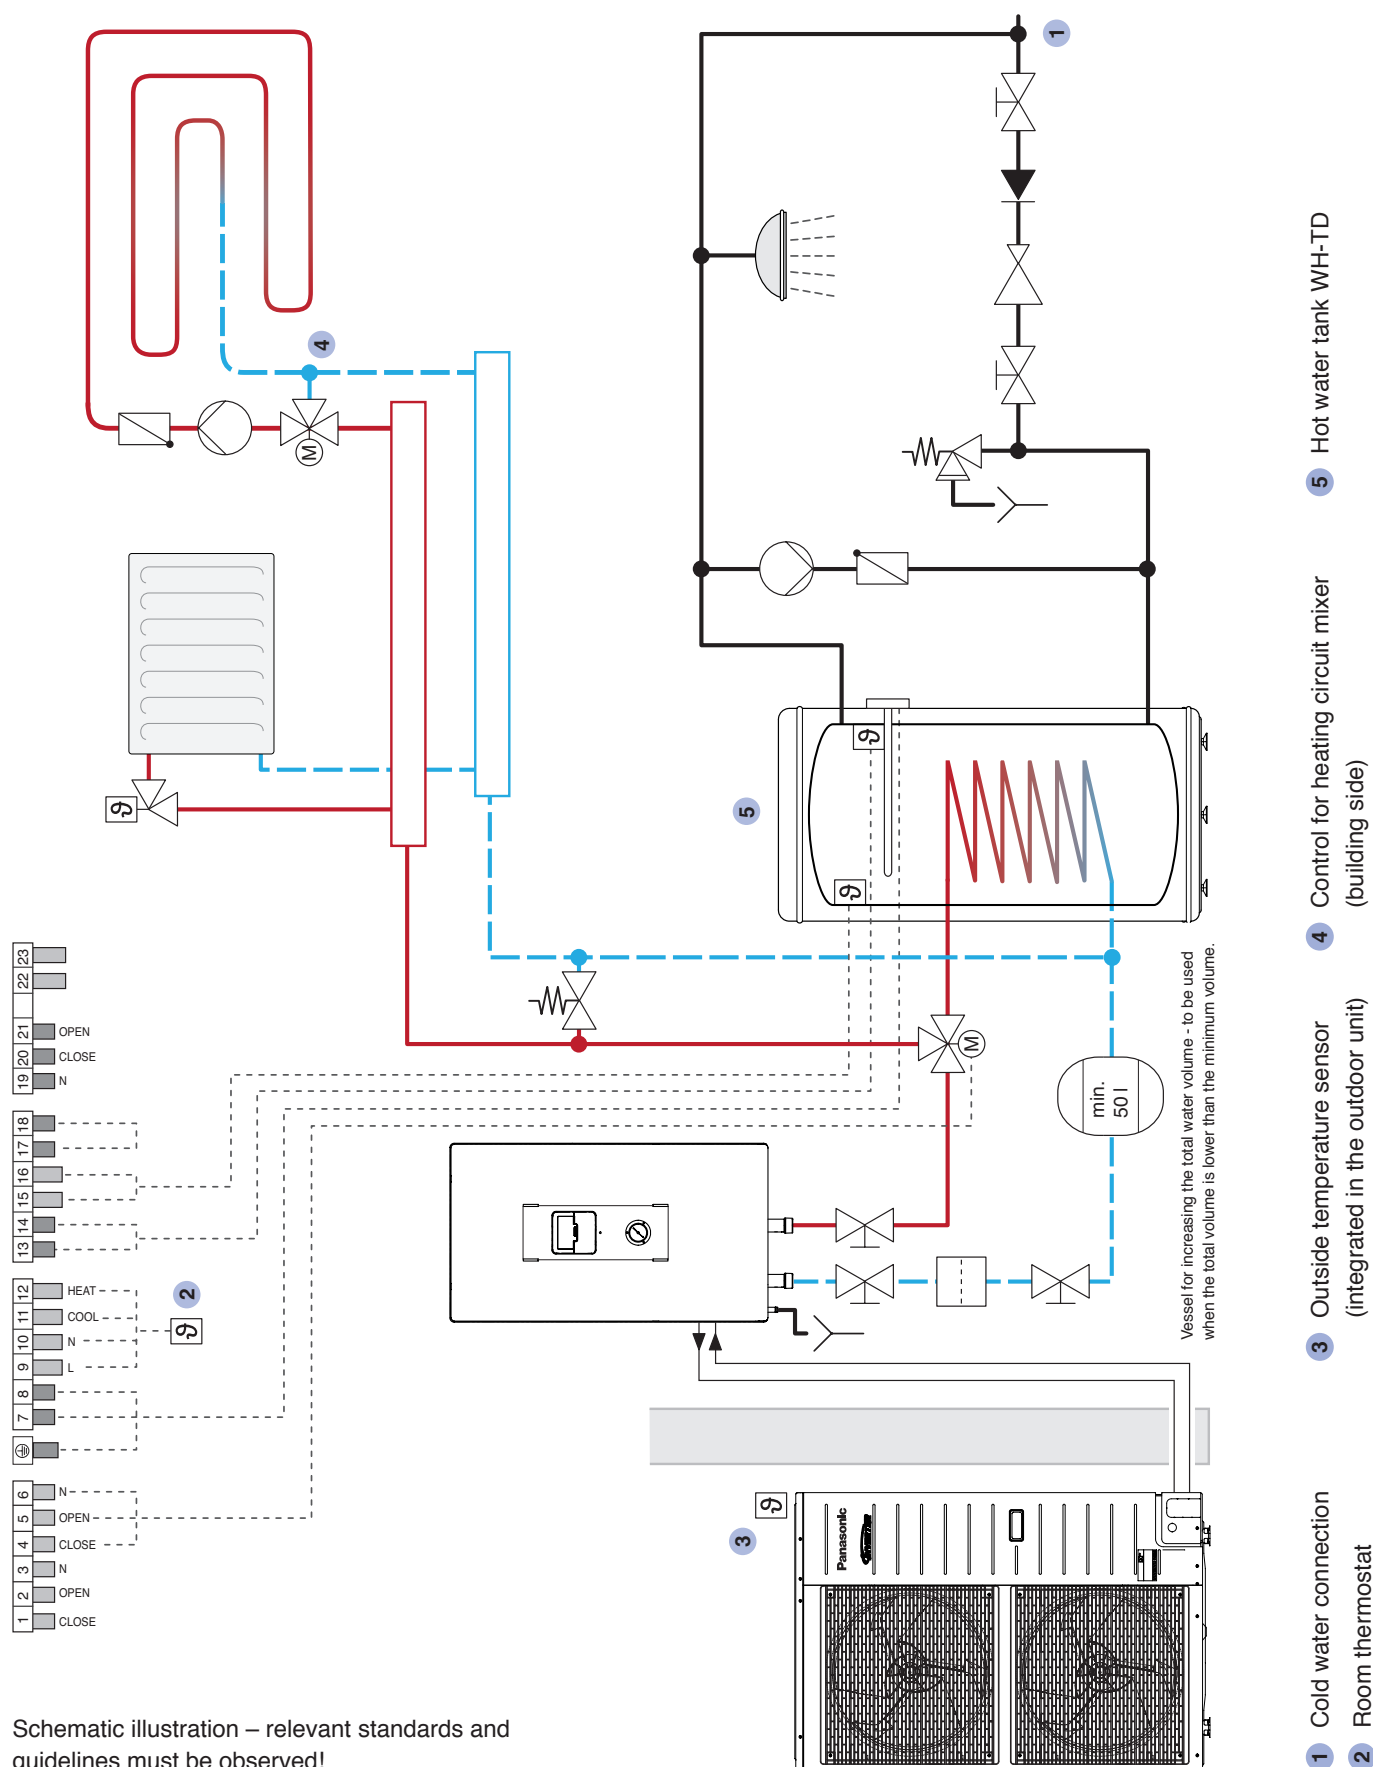 1
4
M
ϑ
23
22
21 OPEN
20 CLOSE
19 N
18
17
16
15
14
13
12 HEAT
11 COOL
10 N
9 L
8
7
6 N
5 OPEN
4 CLOSE
3 N
2 OPEN
1 CLOSE
2
ϑ
5
ϑ
ϑ
M
min.
50 l
Vessel for increasing the total water volume - to be used
when the total volume is lower than the minimum volume.
3
ϑ
Panasonic
1 Cold water connection
2 Room thermostat
3 Outside temperature sensor
(integrated in the outdoor unit)
4 Control for heating circuit mixer
(building side)
5 Hot water tank WH-TD
Schematic illustration – relevant standards and
guidelines must be observed!